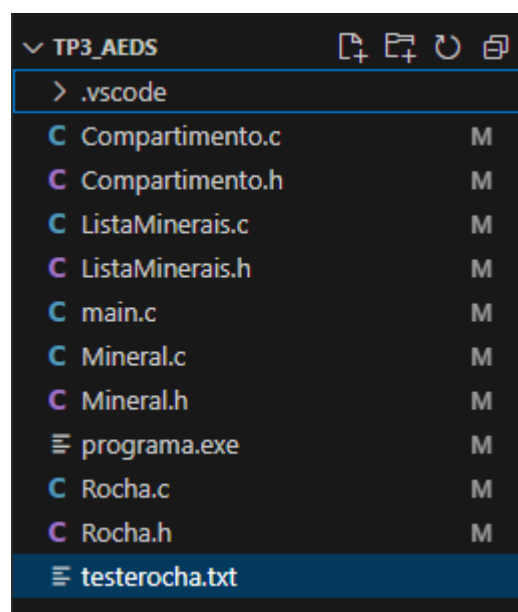 TP3_AEDS
.vscode
C Compartimento.c M
C Compartimento.h M
C ListaMinerais.c M
C ListaMinerais.h M
C main.c M
C Mineral.c M
C Mineral.h M
programa.exe
C Rocha.c M
C Rocha.h M
testerocha.txt